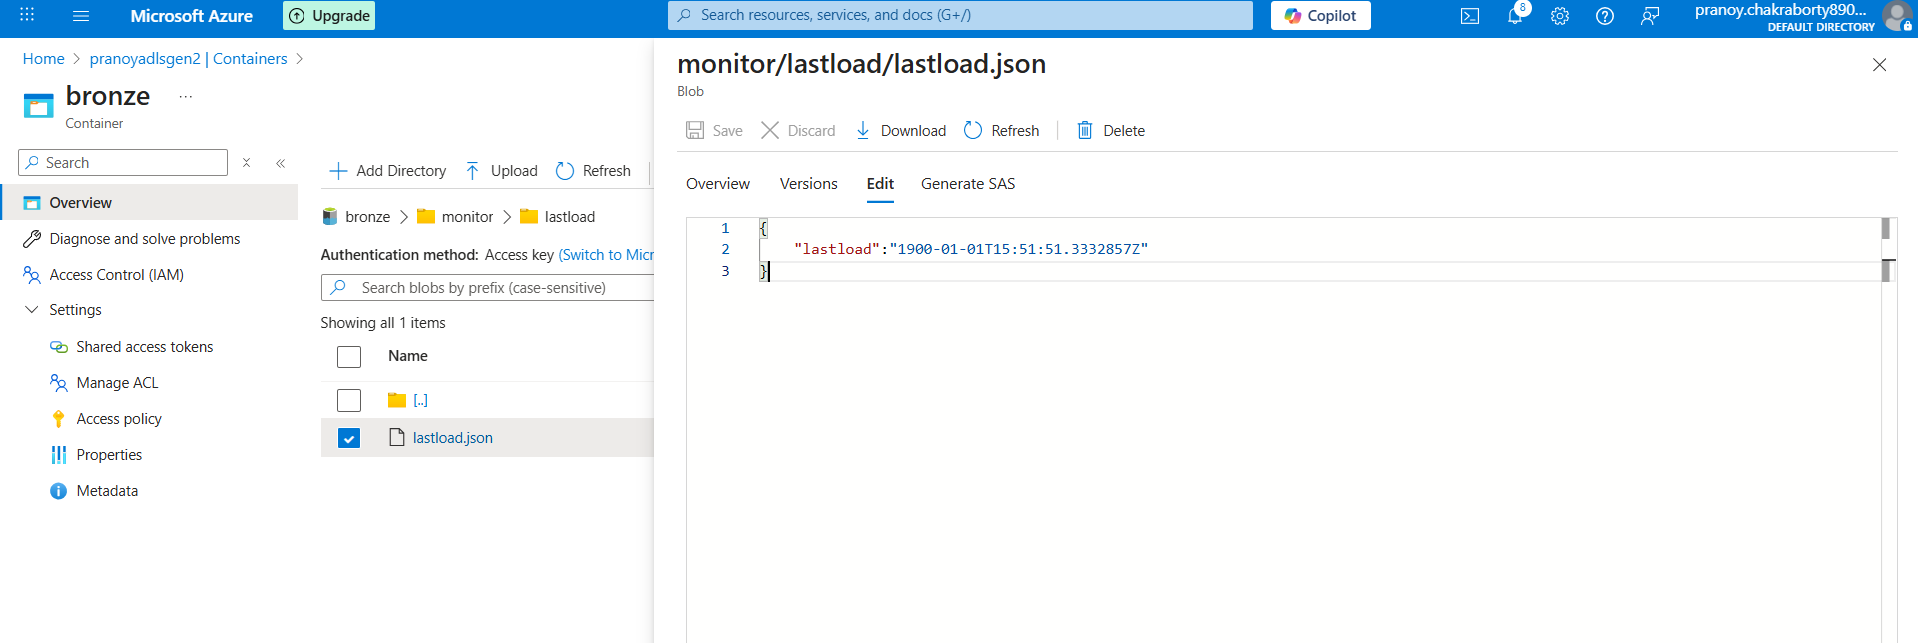 Microsoft Azure
Upgrade
Search resources, services, and docs (G+/)
Copilot
8
pranoy.chakraborty890...
DEFAULT DIRECTORY
Home > pranoyadlsgen2 | Containers >
bronze ...
Container
Search
Overview
Diagnose and solve problems
Access Control (IAM)
Settings
Shared access tokens
Manage ACL
Access policy
Properties
Metadata
Add Directory Upload Refresh
bronze > monitor > lastload
Authentication method: Access key (Switch to Micr
Search blobs by prefix (case-sensitive)
Showing all 1 items
Name
[..]
lastload.json
monitor/lastload/lastload.json
Blob
Save Discard Download Refresh Delete
Overview Versions Edit Generate SAS
1 {
2 "lastload":"1900-01-01T15:51:51.3332857Z"
3 }